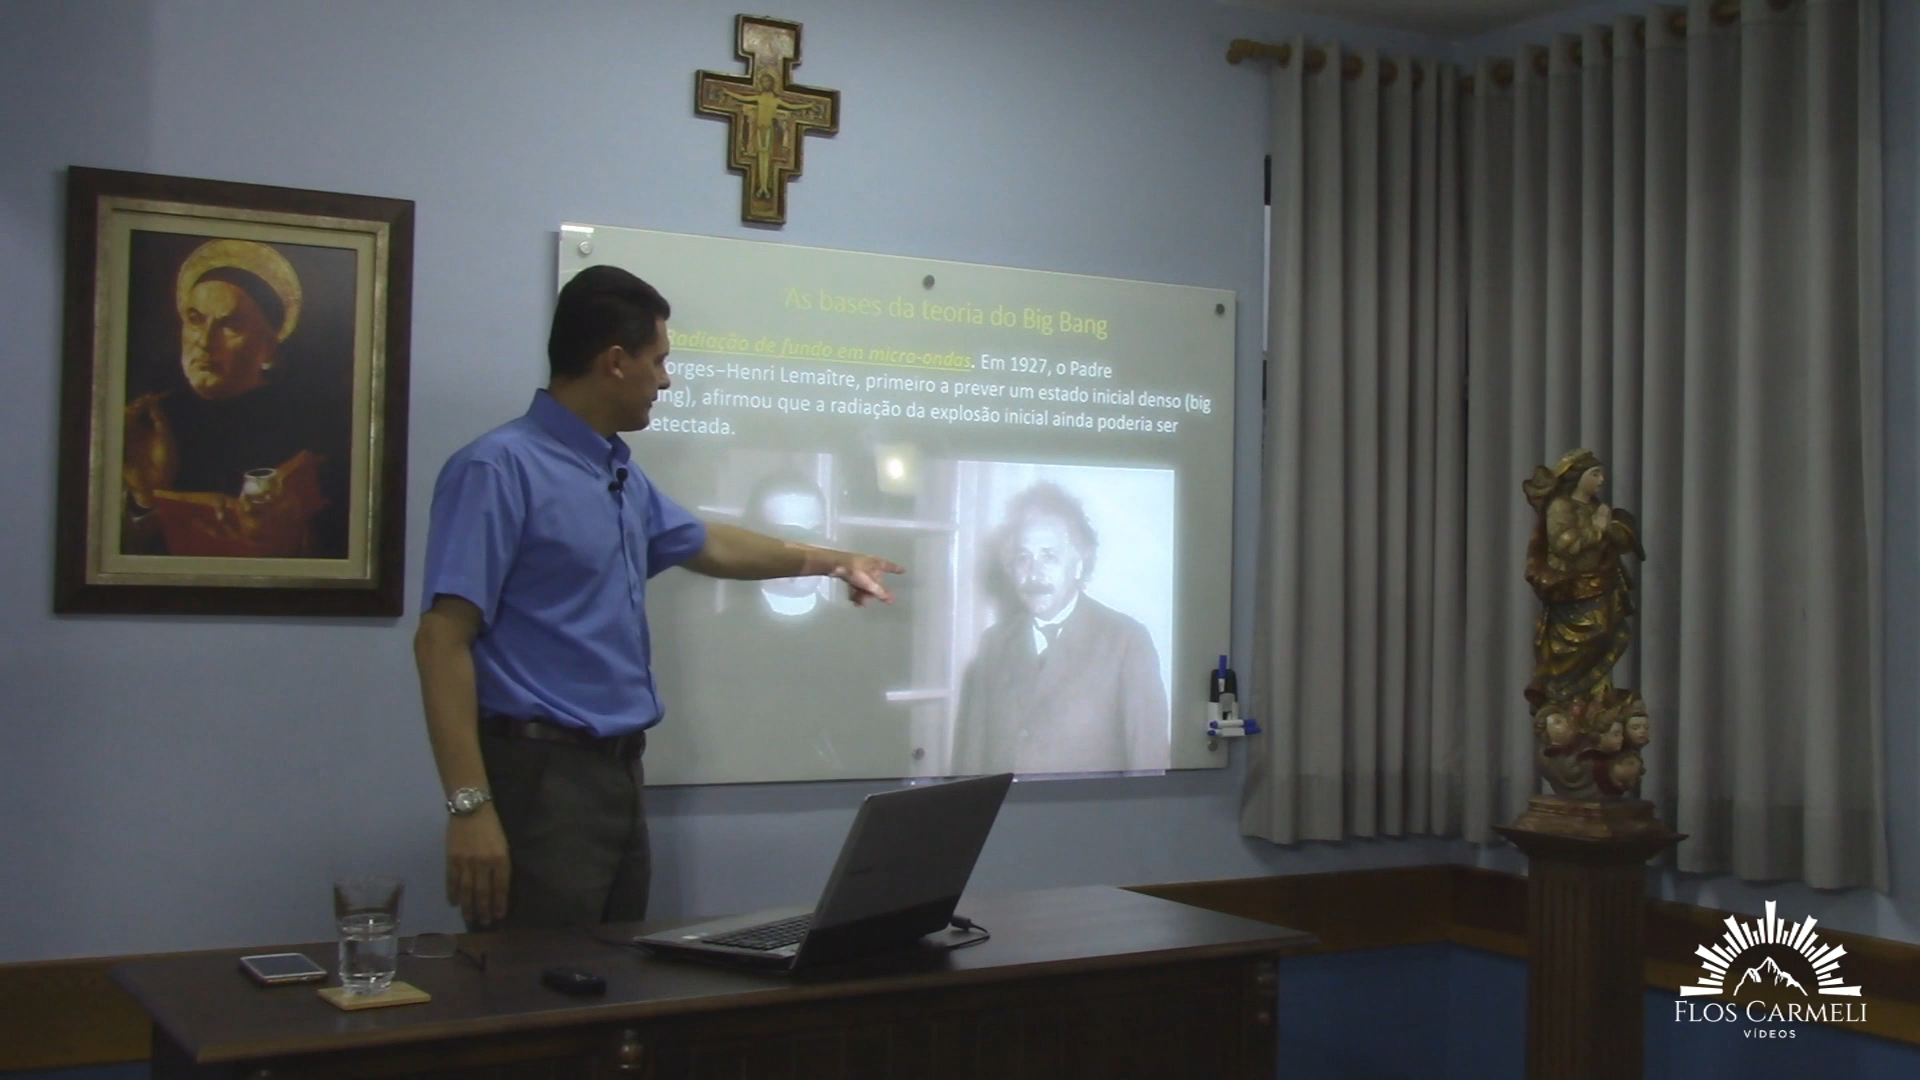 As bases da teoria do Big Bang
Radiação de fundo em micro-ondas. Em 1927, o Padre
orges-Henri Lemaître, primeiro a prever um estado inicial denso (big
ng), afirmou que a radiação da explosão inicial ainda poderia ser
etectada.
FLOS CARMELI
VÍDEOS